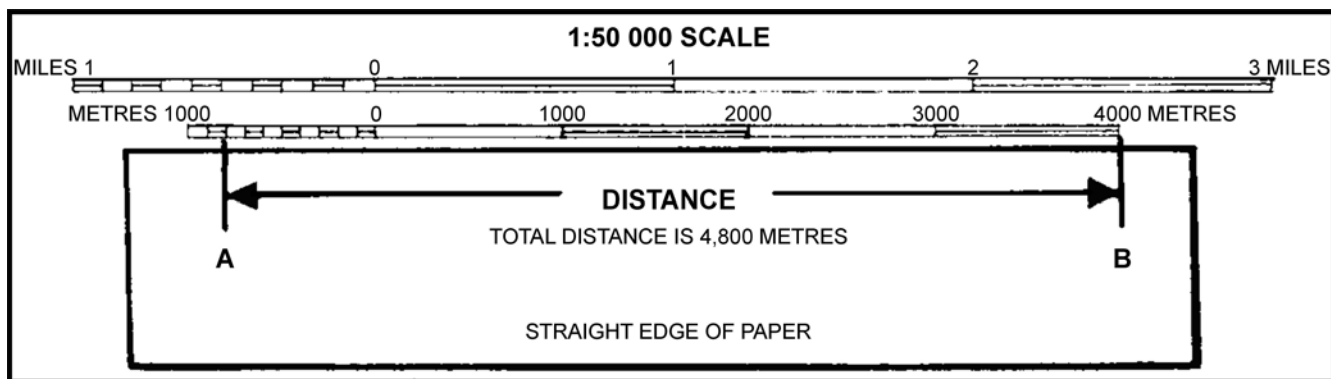 1:50 000 SCALE
MILES 1 0 1 2 3 MILES
METRES 1000 0 1000 2000 3000 4000 METRES
DISTANCE
TOTAL DISTANCE IS 4,800 METRES
A B
STRAIGHT EDGE OF PAPER